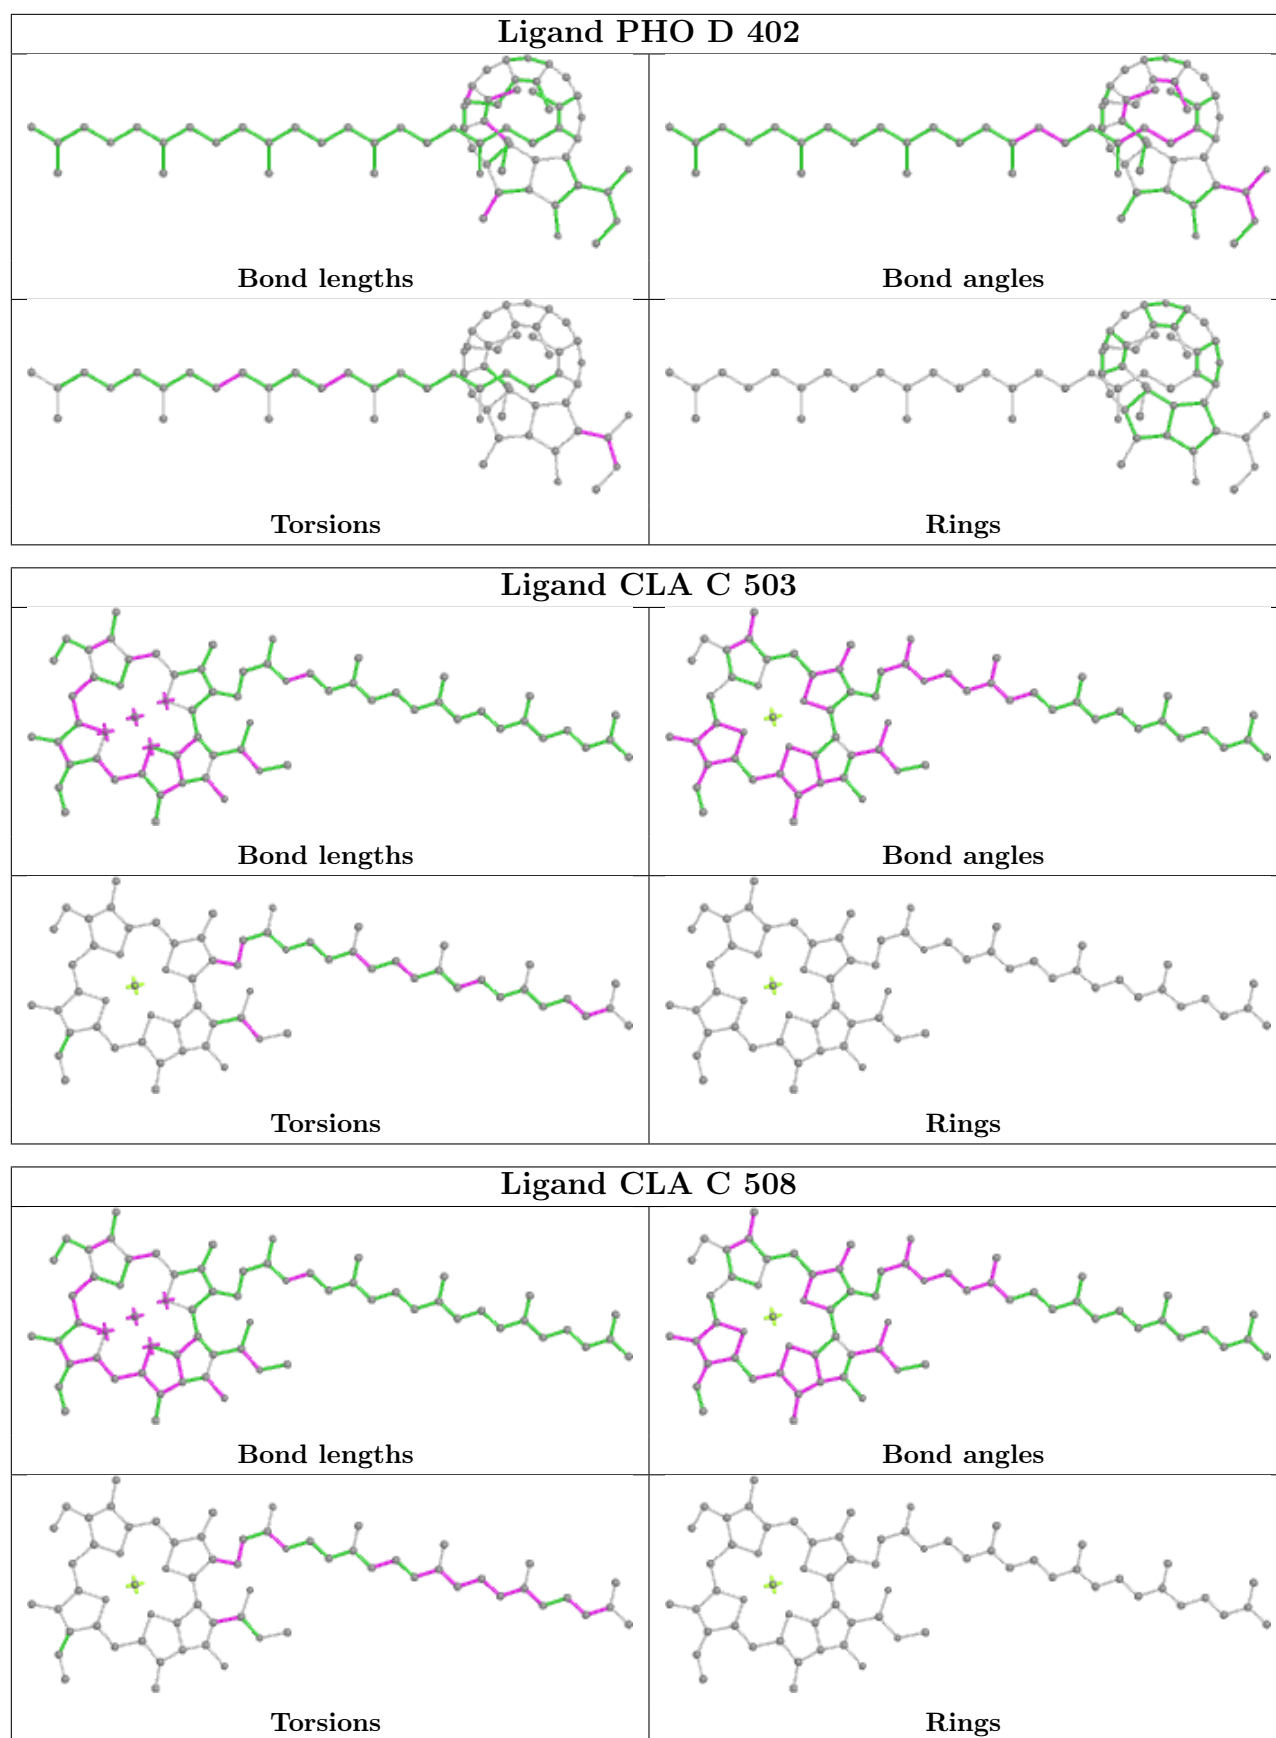 Ligand PHO D 402
Bond lengths
Bond angles
Torsions
Rings
Ligand CLA C 503
Bond lengths
Bond angles
Torsions
Rings
Ligand CLA C 508
Bond lengths
Bond angles
Torsions
Rings